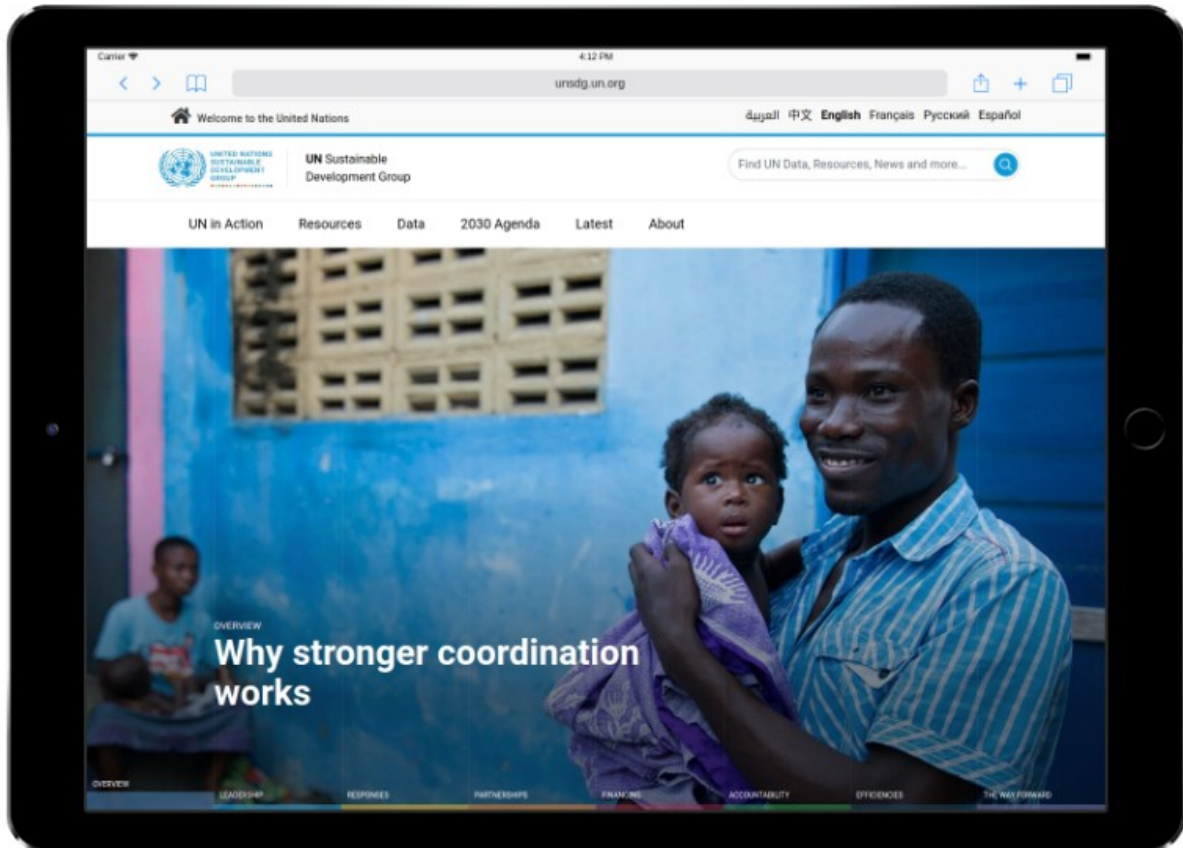 Carrier
4:12 PM
unsdg.un.org
Welcome to the United Nations
العربية 中文 English Français Русский Español
UNITED NATIONS
SUSTAINABLE
DEVELOPMENT
GROUP
UN Sustainable
Development Group
Find UN Data, Resources, News and more...
UN in Action Resources Data 2030 Agenda Latest About
OVERVIEW
Why stronger coordination
works
OVERVIEW LEADERSHIP RESPONSES PARTNERSHIPS FINANCING ACCOUNTABILITY EFFICIENCIES THE WAY FORWARD